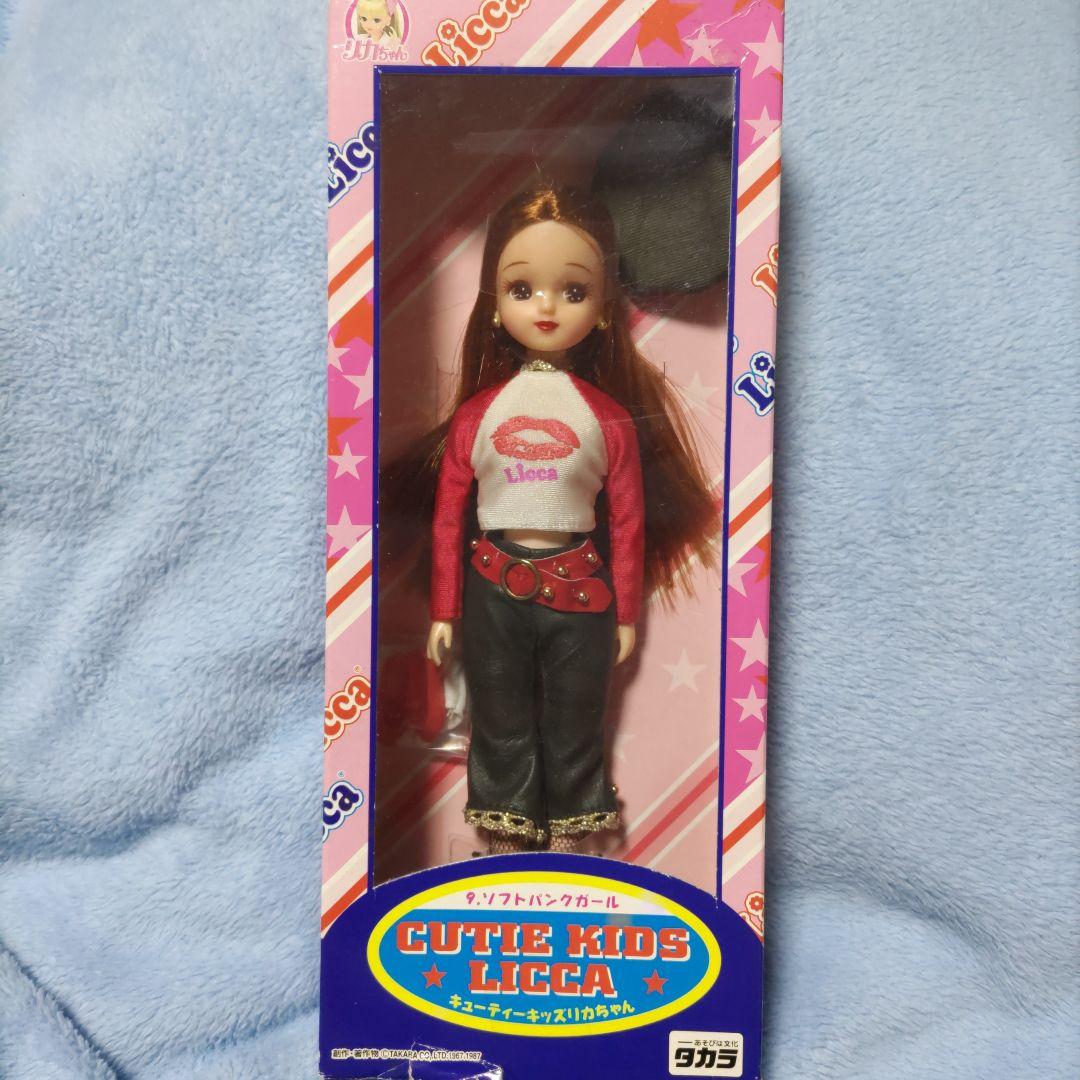 リカちゃん
Licca
Licca
Licca
Licca
9.ソフトパンクガール
CUTIE KIDS
LICCA
キューティーキッズリカちゃん
創作・著作物 ©TAKARA CO., LTD. 1967, 1987
あそびは文化
タカラ